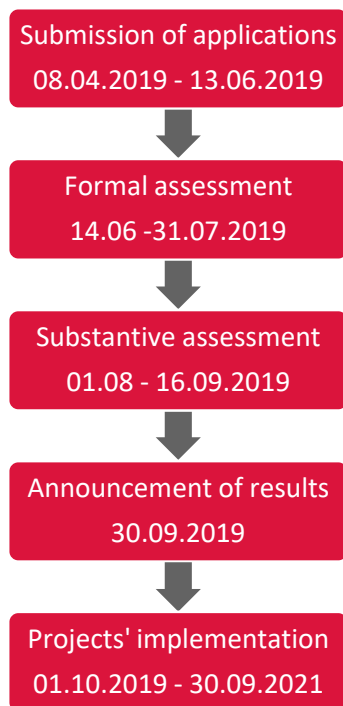 Submission of applications
08.04.2019 - 13.06.2019
Formal assessment
14.06 -31.07.2019
Substantive assessment
01.08 - 16.09.2019
Announcement of results
30.09.2019
Projects' implementation
01.10.2019 - 30.09.2021